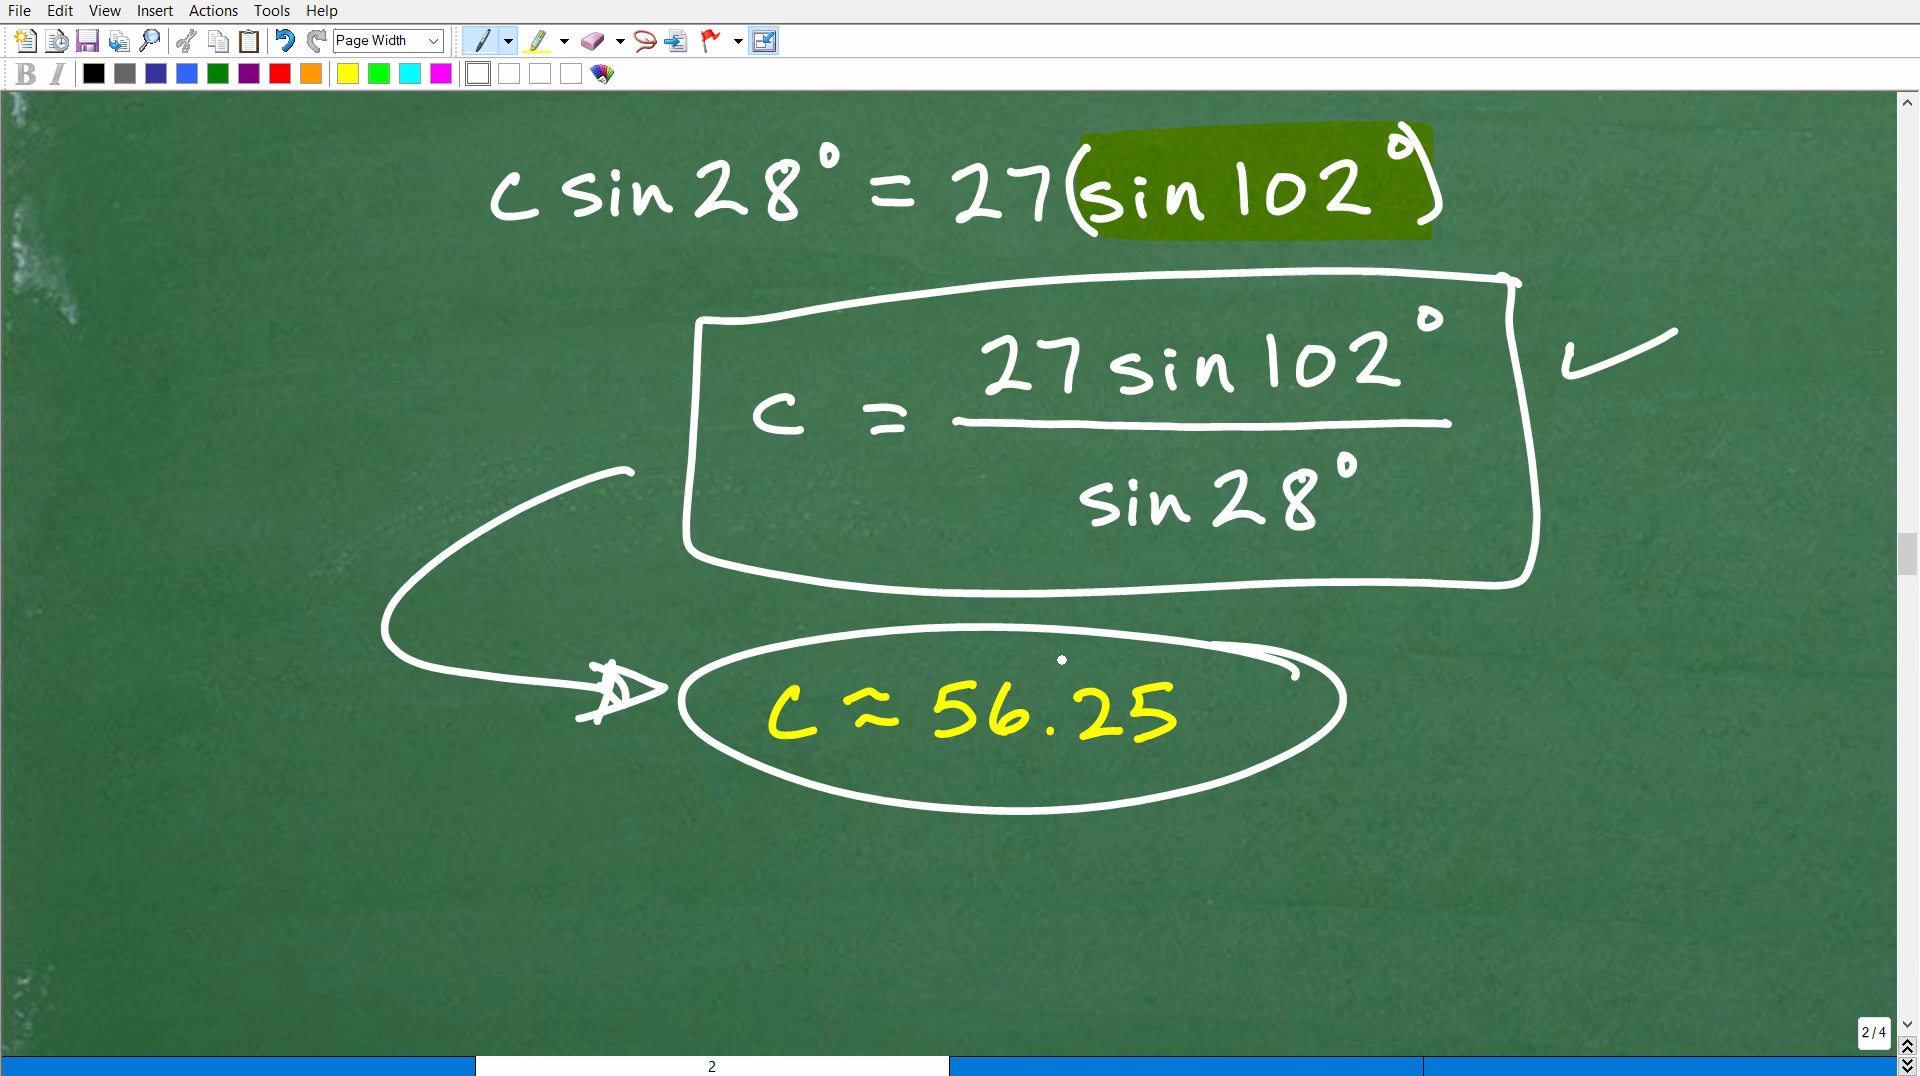 File Edit View Insert Actions Tools Help
Page Width
B I
c sin 28° = 27(sin 102°)
c = 27 sin 102°
sin 28°
c ≈ 56.25
2 / 4
2